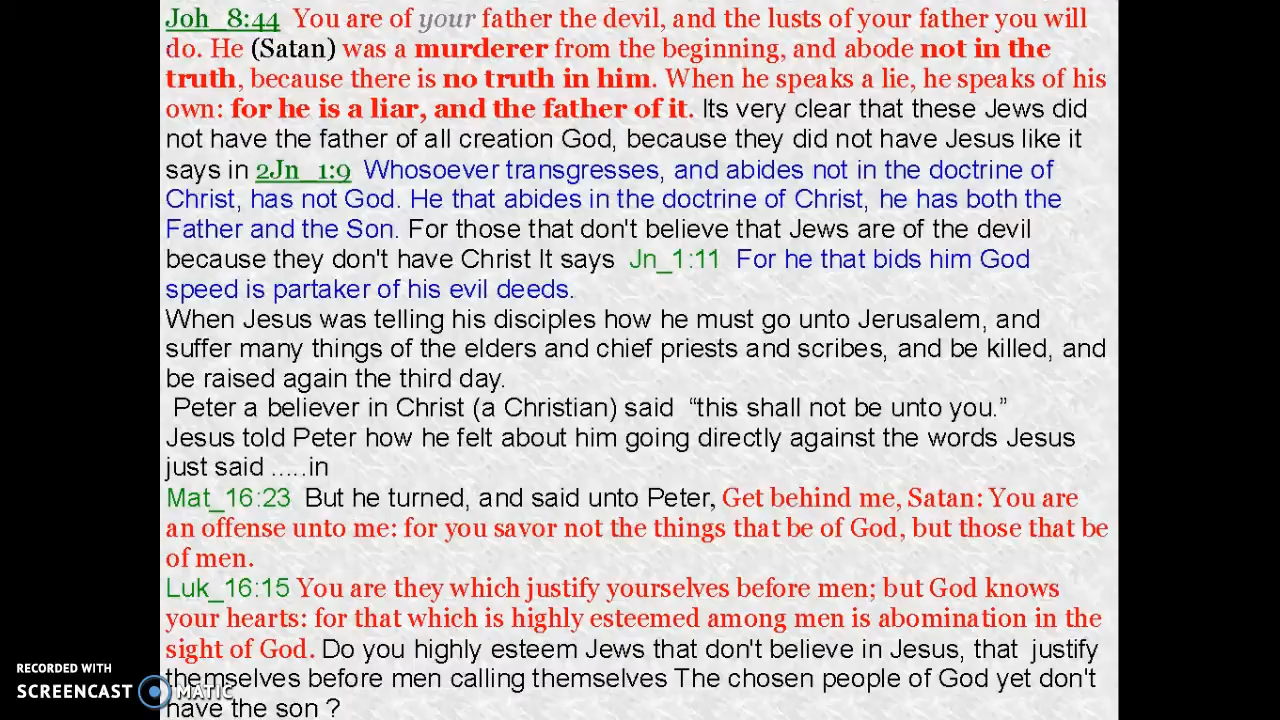 Joh_8:44 You are of your father the devil, and the lusts of your father you will
do. He (Satan) was a murderer from the beginning, and abode not in the
truth, because there is no truth in him. When he speaks a lie, he speaks of his
own: for he is a liar, and the father of it. Its very clear that these Jews did
not have the father of all creation God, because they did not have Jesus like it
says in 2Jn_1:9 Whosoever transgresses, and abides not in the doctrine of
Christ, has not God. He that abides in the doctrine of Christ, he has both the
Father and the Son. For those that don't believe that Jews are of the devil
because they don't have Christ It says Jn_1:11 For he that bids him God
speed is partaker of his evil deeds.
When Jesus was telling his disciples how he must go unto Jerusalem, and
suffer many things of the elders and chief priests and scribes, and be killed, and
be raised again the third day.
Peter a believer in Christ (a Christian) said “this shall not be unto you.”
Jesus told Peter how he felt about him going directly against the words Jesus
just said .....in
Mat_16:23 But he turned, and said unto Peter, Get behind me, Satan: You are
an offense unto me: for you savor not the things that be of God, but those that be
of men.
Luk_16:15 You are they which justify yourselves before men; but God knows
your hearts: for that which is highly esteemed among men is abomination in the
sight of God. Do you highly esteem Jews that don't believe in Jesus, that justify
themselves before men calling themselves The chosen people of God yet don't
have the son ?
RECORDED WITH
SCREENCAST MATIC